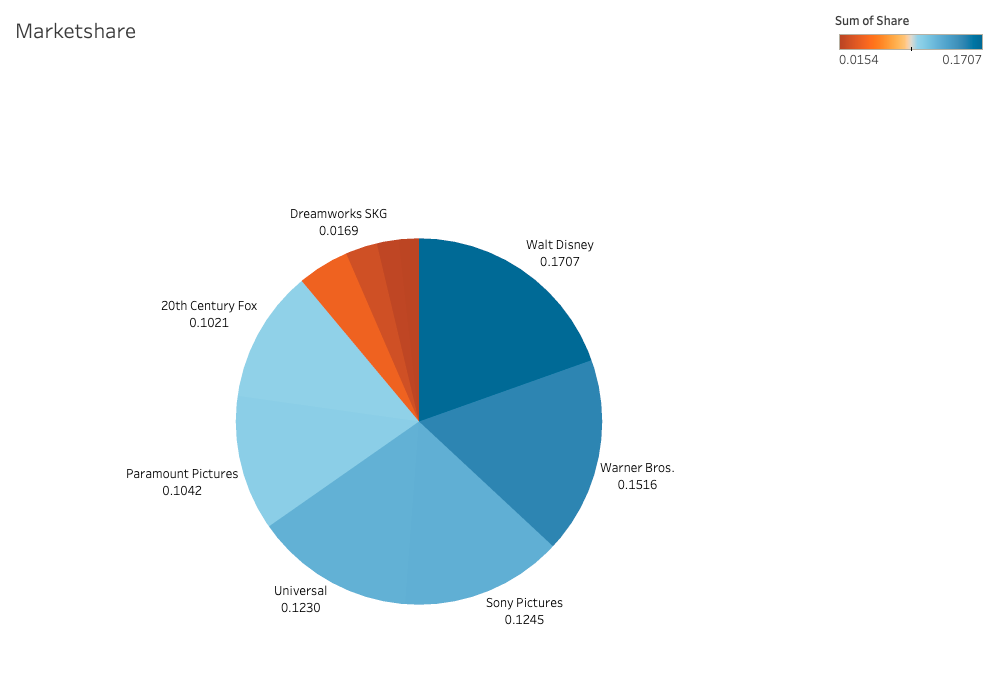 Marketshare
Sum of Share
0.0154 0.1707
Dreamworks SKG
0.0169
Walt Disney
0.1707
20th Century Fox
0.1021
Warner Bros.
0.1516
Paramount Pictures
0.1042
Universal
0.1230
Sony Pictures
0.1245